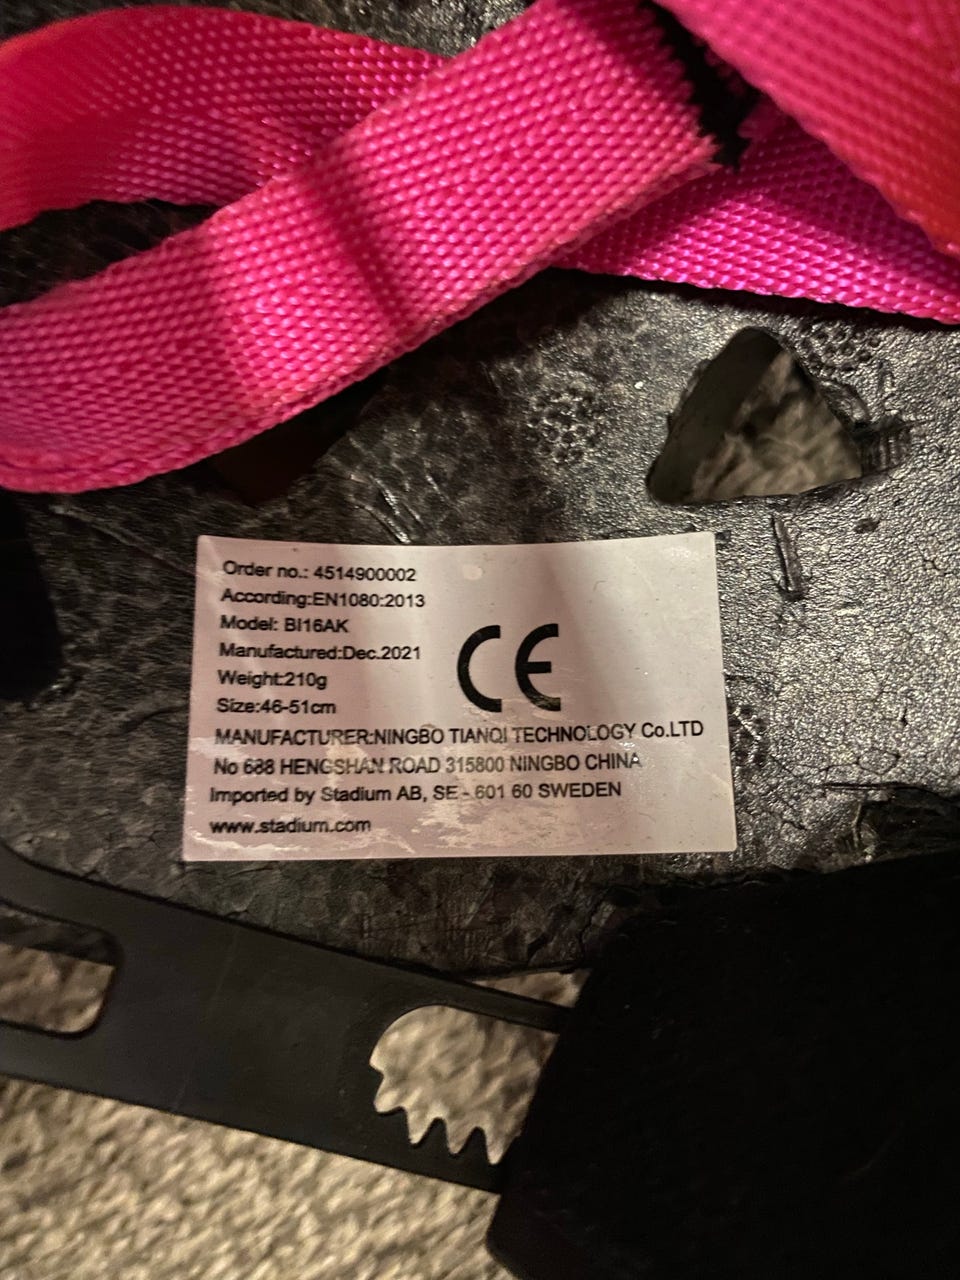 Order no.: 4514900002
According:EN1080:2013
Model: BI16AK
Manufactured:Dec.2021
Weight:210g
Size:46-51cm
CE
MANUFACTURER:NINGBO TIANQI TECHNOLOGY Co.LTD
No 688 HENGSHAN ROAD 315800 NINGBO CHINA
Imported by Stadium AB, SE - 601 60 SWEDEN
www.stadium.com